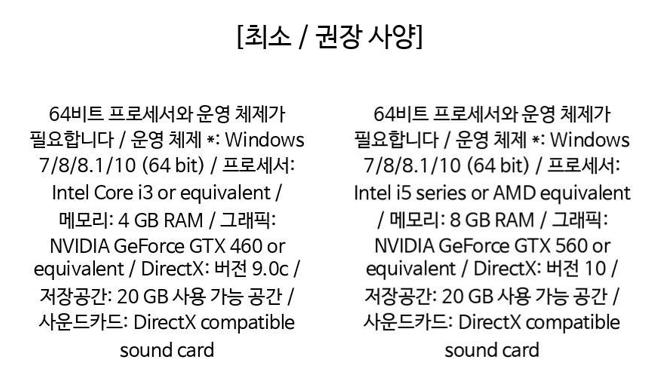 [최소 / 권장 사양]
64비트 프로세서와 운영 체제가
필요합니다 / 운영 체제 *: Windows
7/8/8.1/10 (64 bit) / 프로세서:
Intel Core i3 or equivalent /
메모리: 4 GB RAM / 그래픽:
NVIDIA GeForce GTX 460 or
equivalent / DirectX: 버전 9.0c /
저장공간: 20 GB 사용 가능 공간 /
사운드카드: DirectX compatible
sound card
64비트 프로세서와 운영 체제가
필요합니다 / 운영 체제 *: Windows
7/8/8.1/10 (64 bit) / 프로세서:
Intel i5 series or AMD equivalent
/ 메모리: 8 GB RAM / 그래픽:
NVIDIA GeForce GTX 560 or
equivalent / DirectX: 버전 10 /
저장공간: 20 GB 사용 가능 공간 /
사운드카드: DirectX compatible
sound card